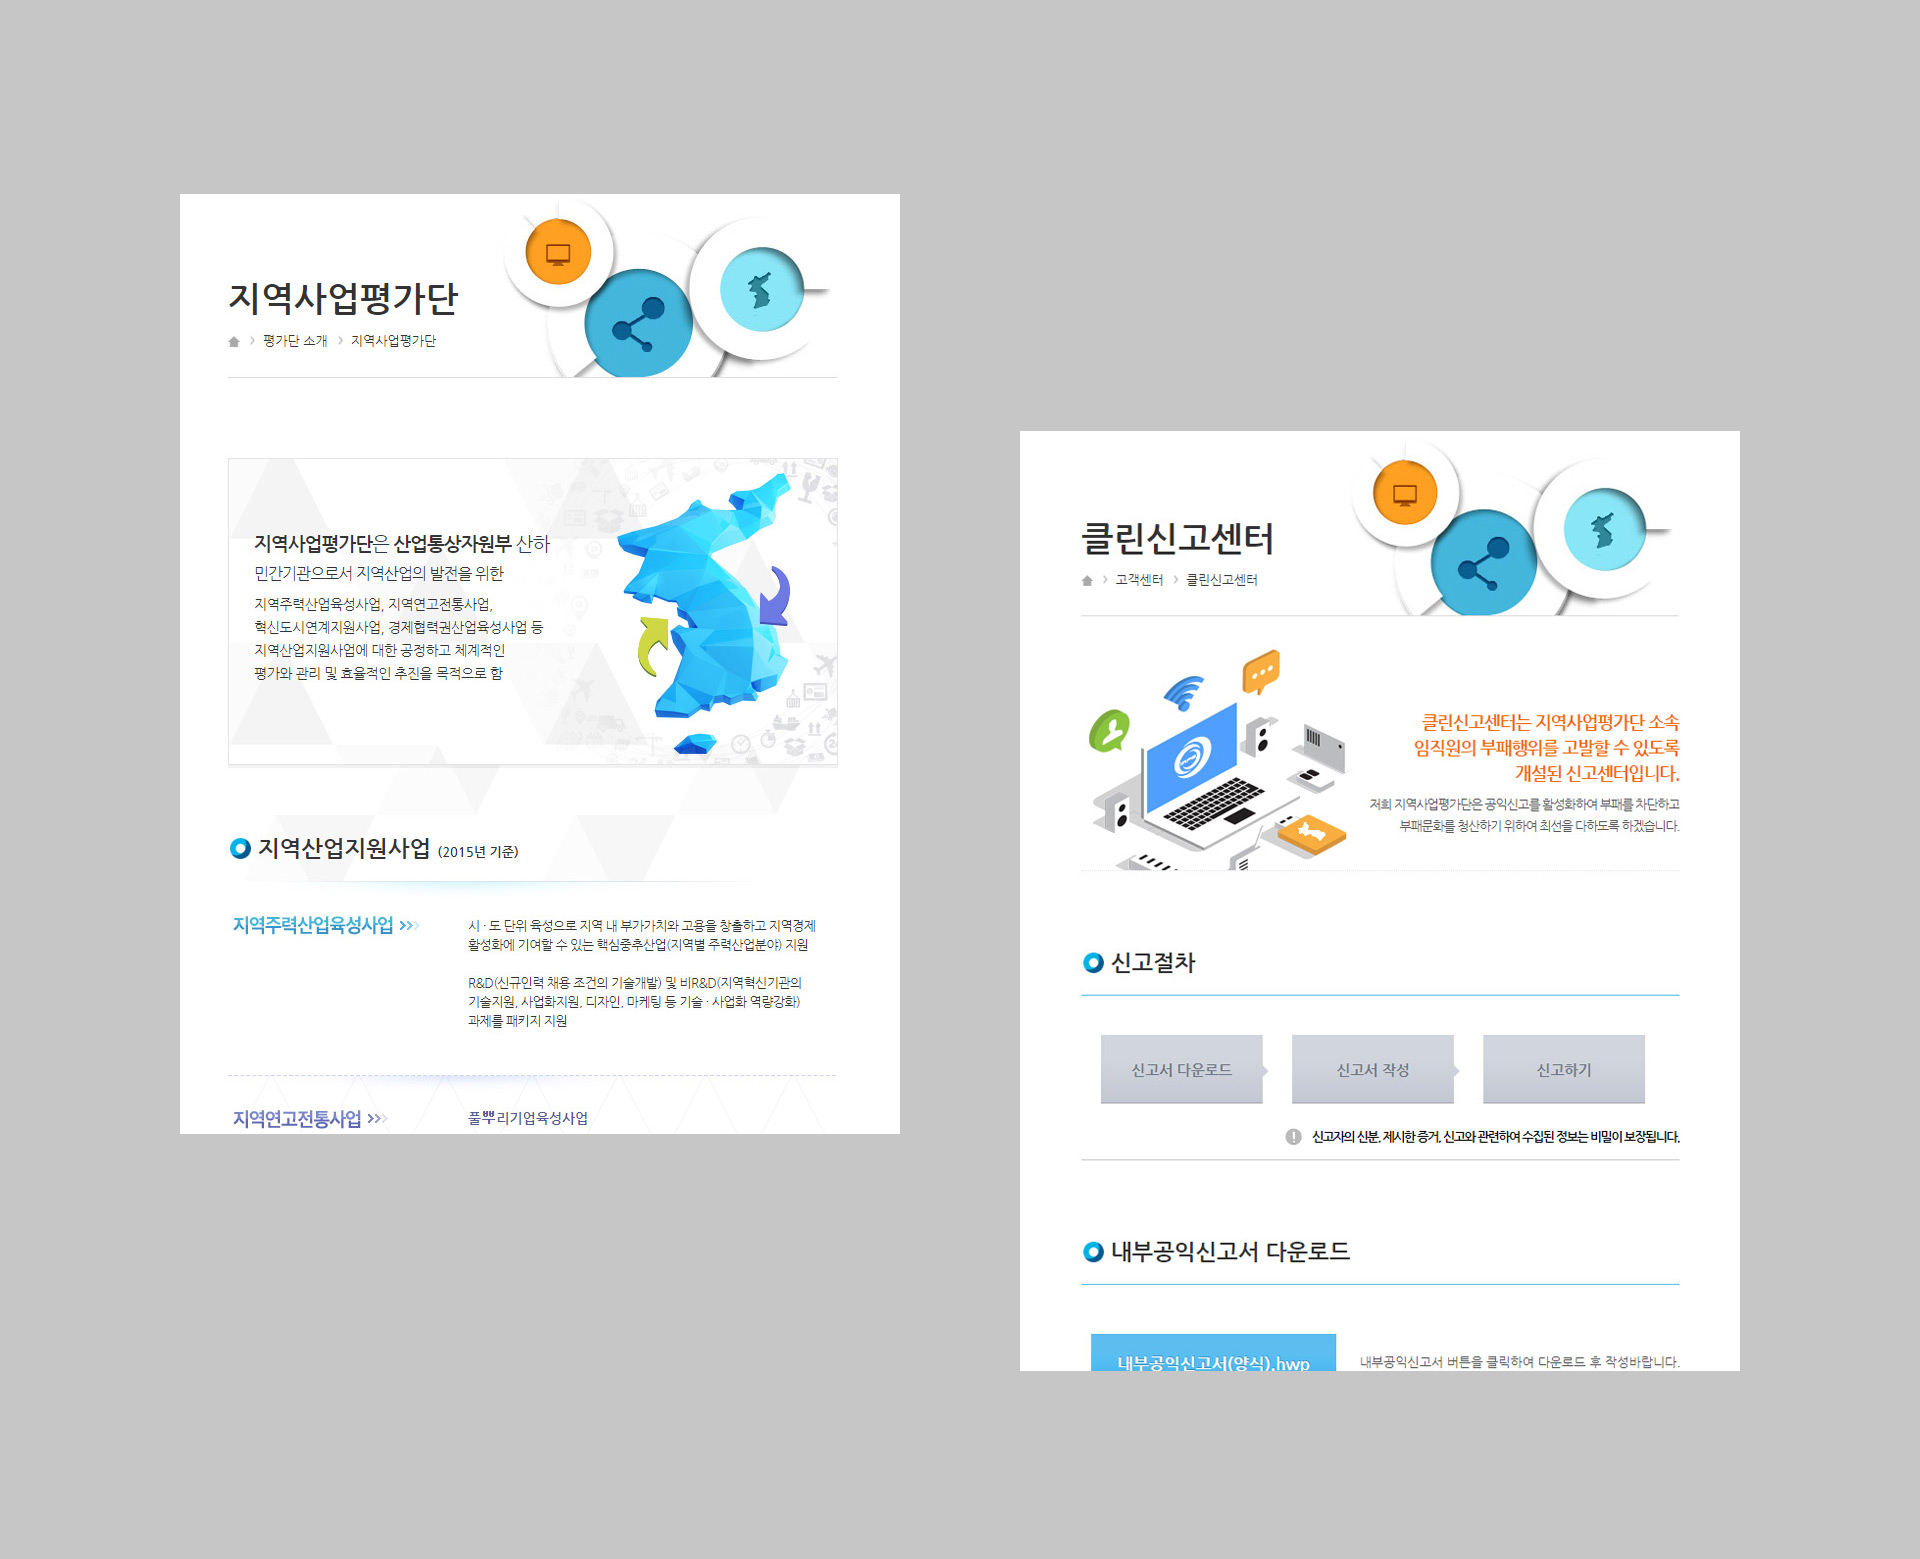 지역사업평가단
평가단 소개 > 지역사업평가단
지역사업평가단은 산업통상자원부 산하
민간기관으로서 지역산업의 발전을 위한
지역주력산업육성사업, 지역연고전통사업,
혁신도시연계지원사업, 경제협력권산업육성사업 등
지역산업지원사업에 대한 공정하고 체계적인
평가와 관리 및 효율적인 추진을 목적으로 함
지역산업지원사업 (2015년 기준)
지역주력산업육성사업
시 · 도 단위 육성으로 지역 내 부가가치와 고용을 창출하고 지역경제
활성화에 기여할 수 있는 핵심중추산업(지역별 주력산업분야) 지원
R&D(신규인력 채용 조건의 기술개발) 및 비R&D(지역혁신기관의
기술지원, 사업화지원, 디자인, 마케팅 등 기술 · 사업화 역량강화)
과제를 패키지 지원
지역연고전통사업
풀뿌리기업육성사업
클린신고센터
고객센터 > 클린신고센터
클린신고센터는 지역사업평가단 소속
임직원의 부패행위를 고발할 수 있도록
개설된 신고센터입니다.
저희 지역사업평가단은 공익신고를 활성화하여 부패를 차단하고
부패문화를 청산하기 위하여 최선을 다하도록 하겠습니다.
신고절차
신고서 다운로드
신고서 작성
신고하기
신고자의 신분, 제시한 증거, 신고와 관련하여 수집된 정보는 비밀이 보장됩니다.
내부공익신고서 다운로드
내부공익신고서(양식).hwp
내부공익신고서 버튼을 클릭하여 다운로드 후 작성바랍니다.